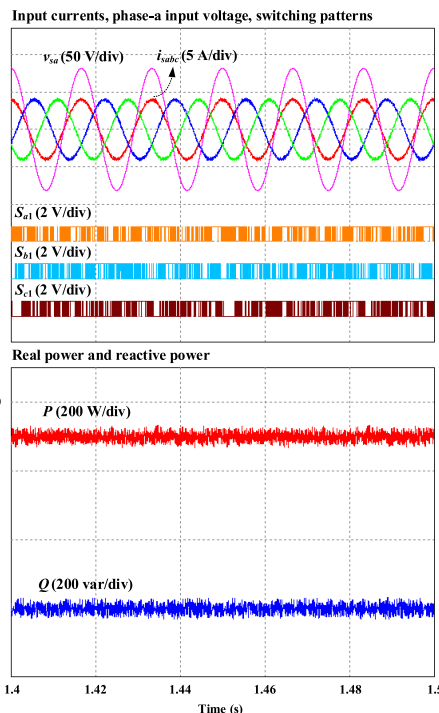 Input currents, phase-a input voltage, switching patterns
vsa (50 V/div) isabc (5 A/div)
Sa1 (2 V/div)
Sb1 (2 V/div)
Sc1 (2 V/div)
Real power and reactive power
P (200 W/div)
Q (200 var/div)
1.4 1.42 1.44 1.46 1.48 1.5
Time (s)